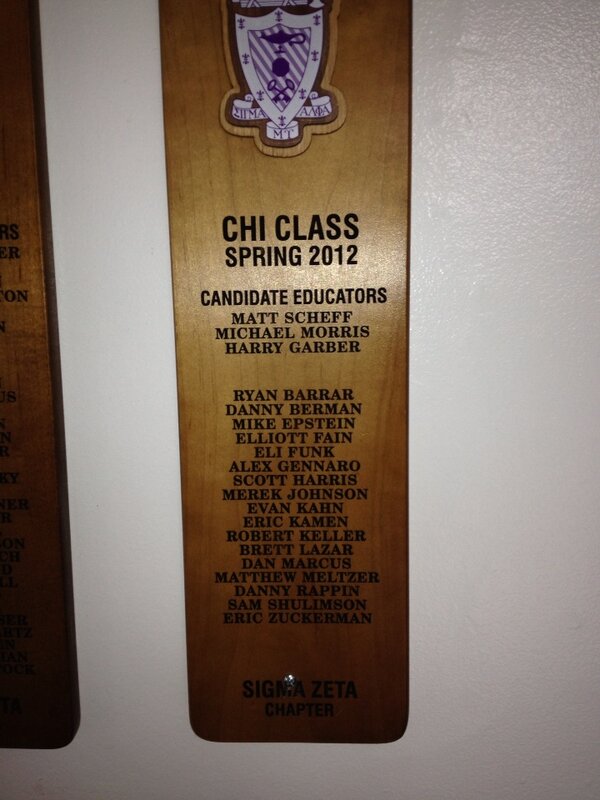 MT
CHI CLASS
SPRING 2012
CANDIDATE EDUCATORS
MATT SCHEFF
MICHAEL MORRIS
HARRY GARBER
RYAN BARRAR
DANNY BERMAN
MIKE EPSTEIN
ELLIOTT FAIN
ELI FUNK
ALEX GENNARO
SCOTT HARRIS
MEREK JOHNSON
EVAN KAHN
ERIC KAMEN
ROBERT KELLER
BRETT LAZAR
DAN MARCUS
MATTHEW MELTZER
DANNY RAPPIN
SAM SHULIMSON
ERIC ZUCKERMAN
SIGMA ZETA
CHAPTER